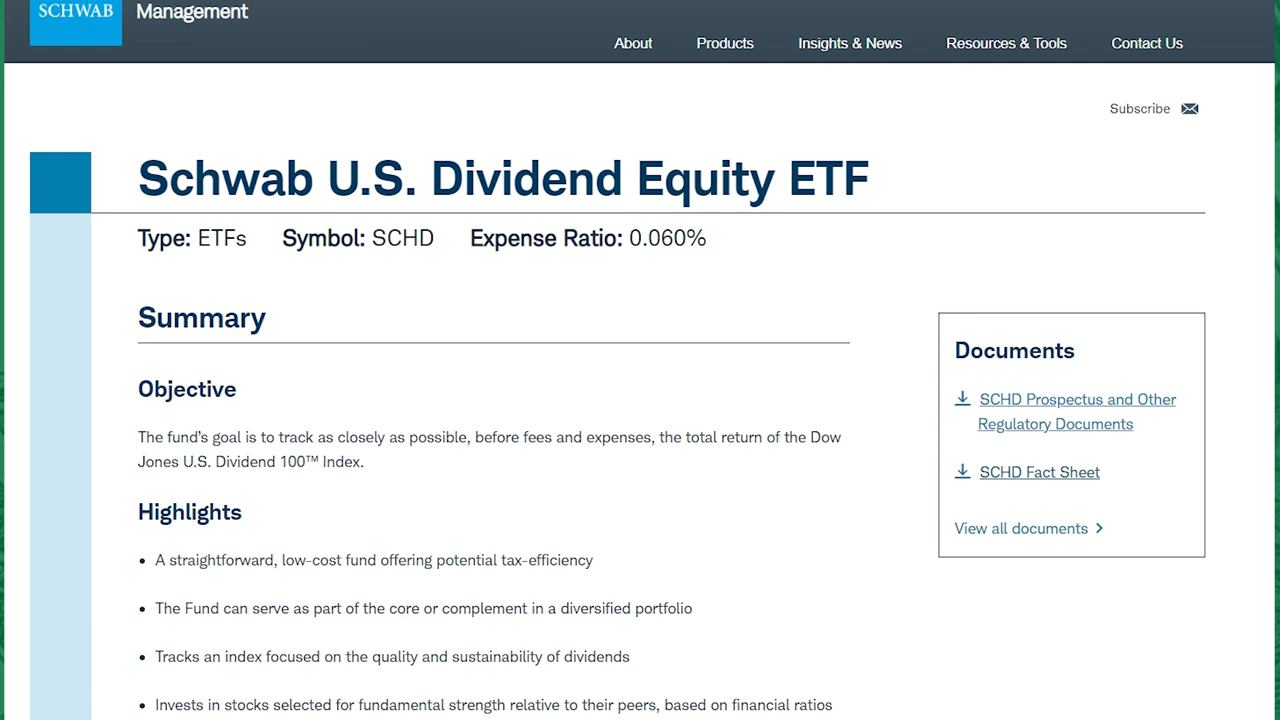 SCHWAB
Management
About Products Insights & News Resources & Tools Contact Us
Subscribe
Schwab U.S. Dividend Equity ETF
Type: ETFs Symbol: SCHD Expense Ratio: 0.060%
Summary
Objective
The fund's goal is to track as closely as possible, before fees and expenses, the total return of the Dow
Jones U.S. Dividend 100™ Index.
Highlights
• A straightforward, low-cost fund offering potential tax-efficiency
• The Fund can serve as part of the core or complement in a diversified portfolio
• Tracks an index focused on the quality and sustainability of dividends
• Invests in stocks selected for fundamental strength relative to their peers, based on financial ratios
Documents
SCHD Prospectus and Other
Regulatory Documents
SCHD Fact Sheet
View all documents